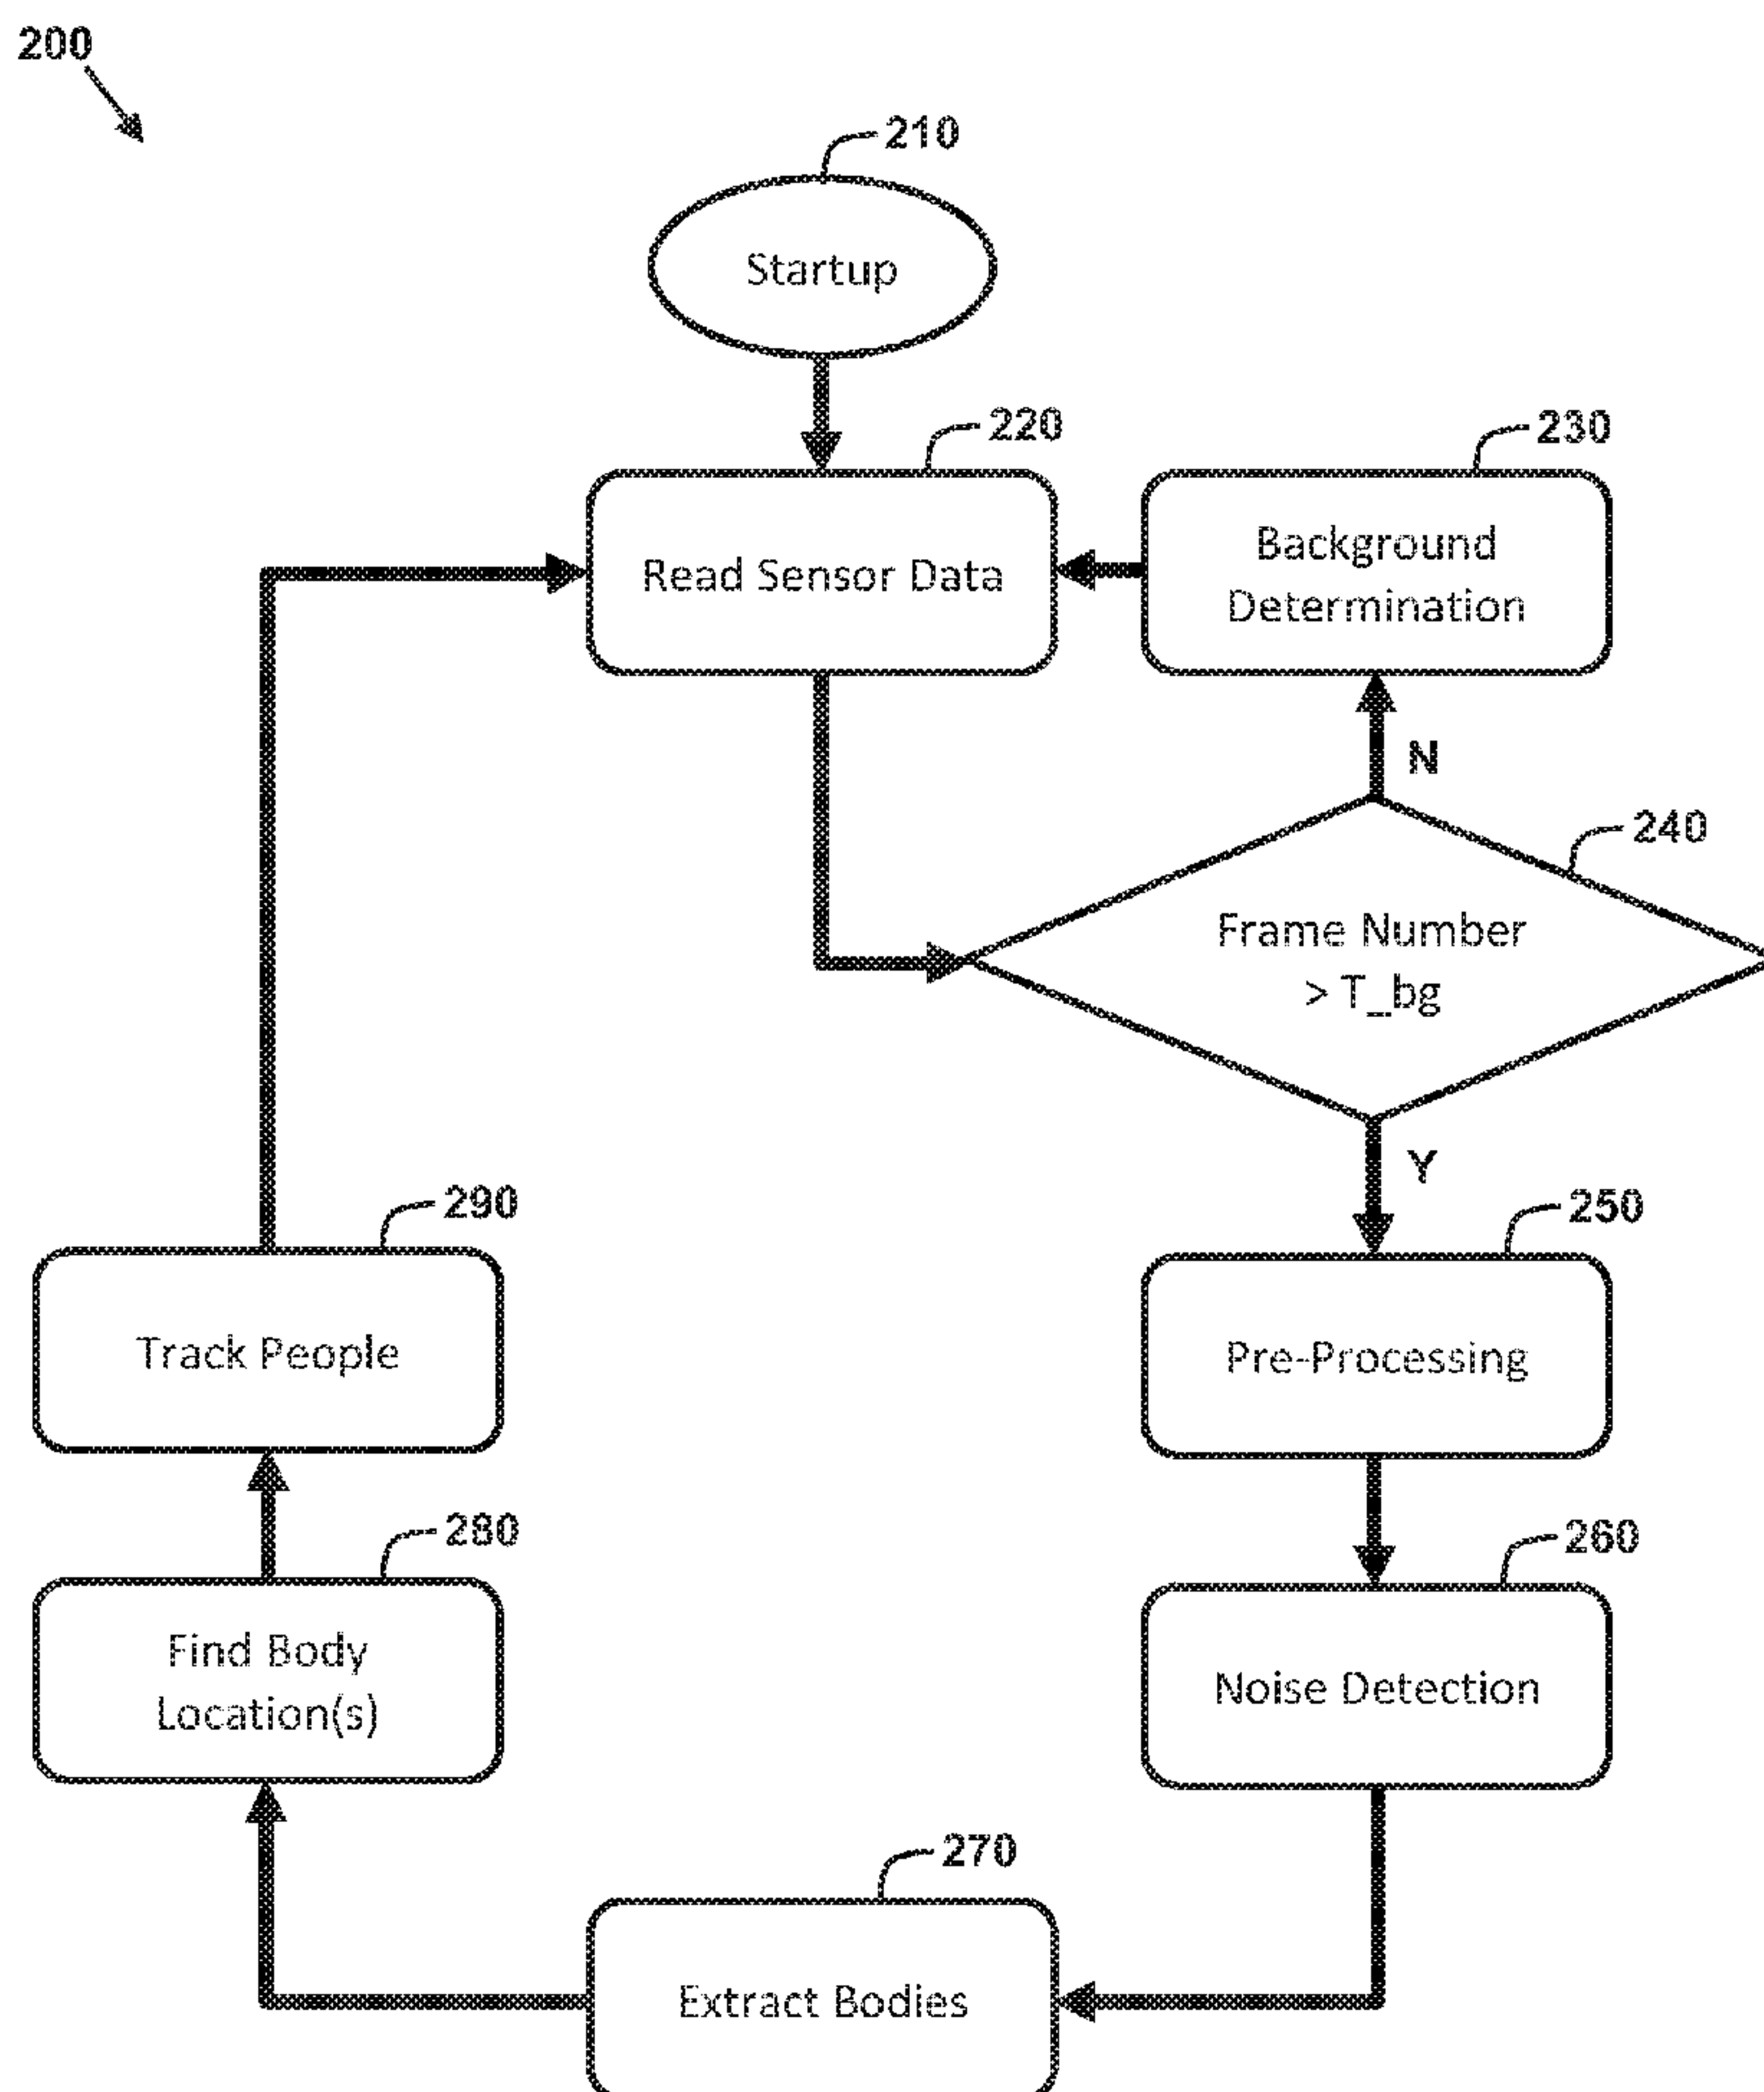 200
210
Startup
220
Read Sensor Data
230
Background
Determination
N
240
Frame Number
> T_bg
Y
250
Pre-Processing
290
Track People
260
Noise Detection
280
Find Body
Location(s)
270
Extract Bodies